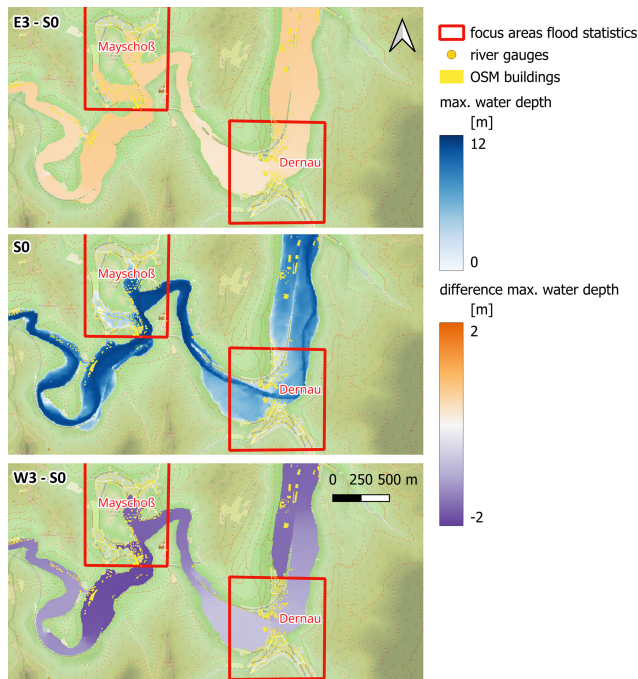 E3 - S0
Mayschoß
Dernau
S0
Mayschoß
Dernau
W3 - S0
Mayschoß
0 250 500 m
Dernau
focus areas flood statistics
river gauges
OSM buildings
max. water depth
[m]
12
0
difference max. water depth
[m]
2
-2